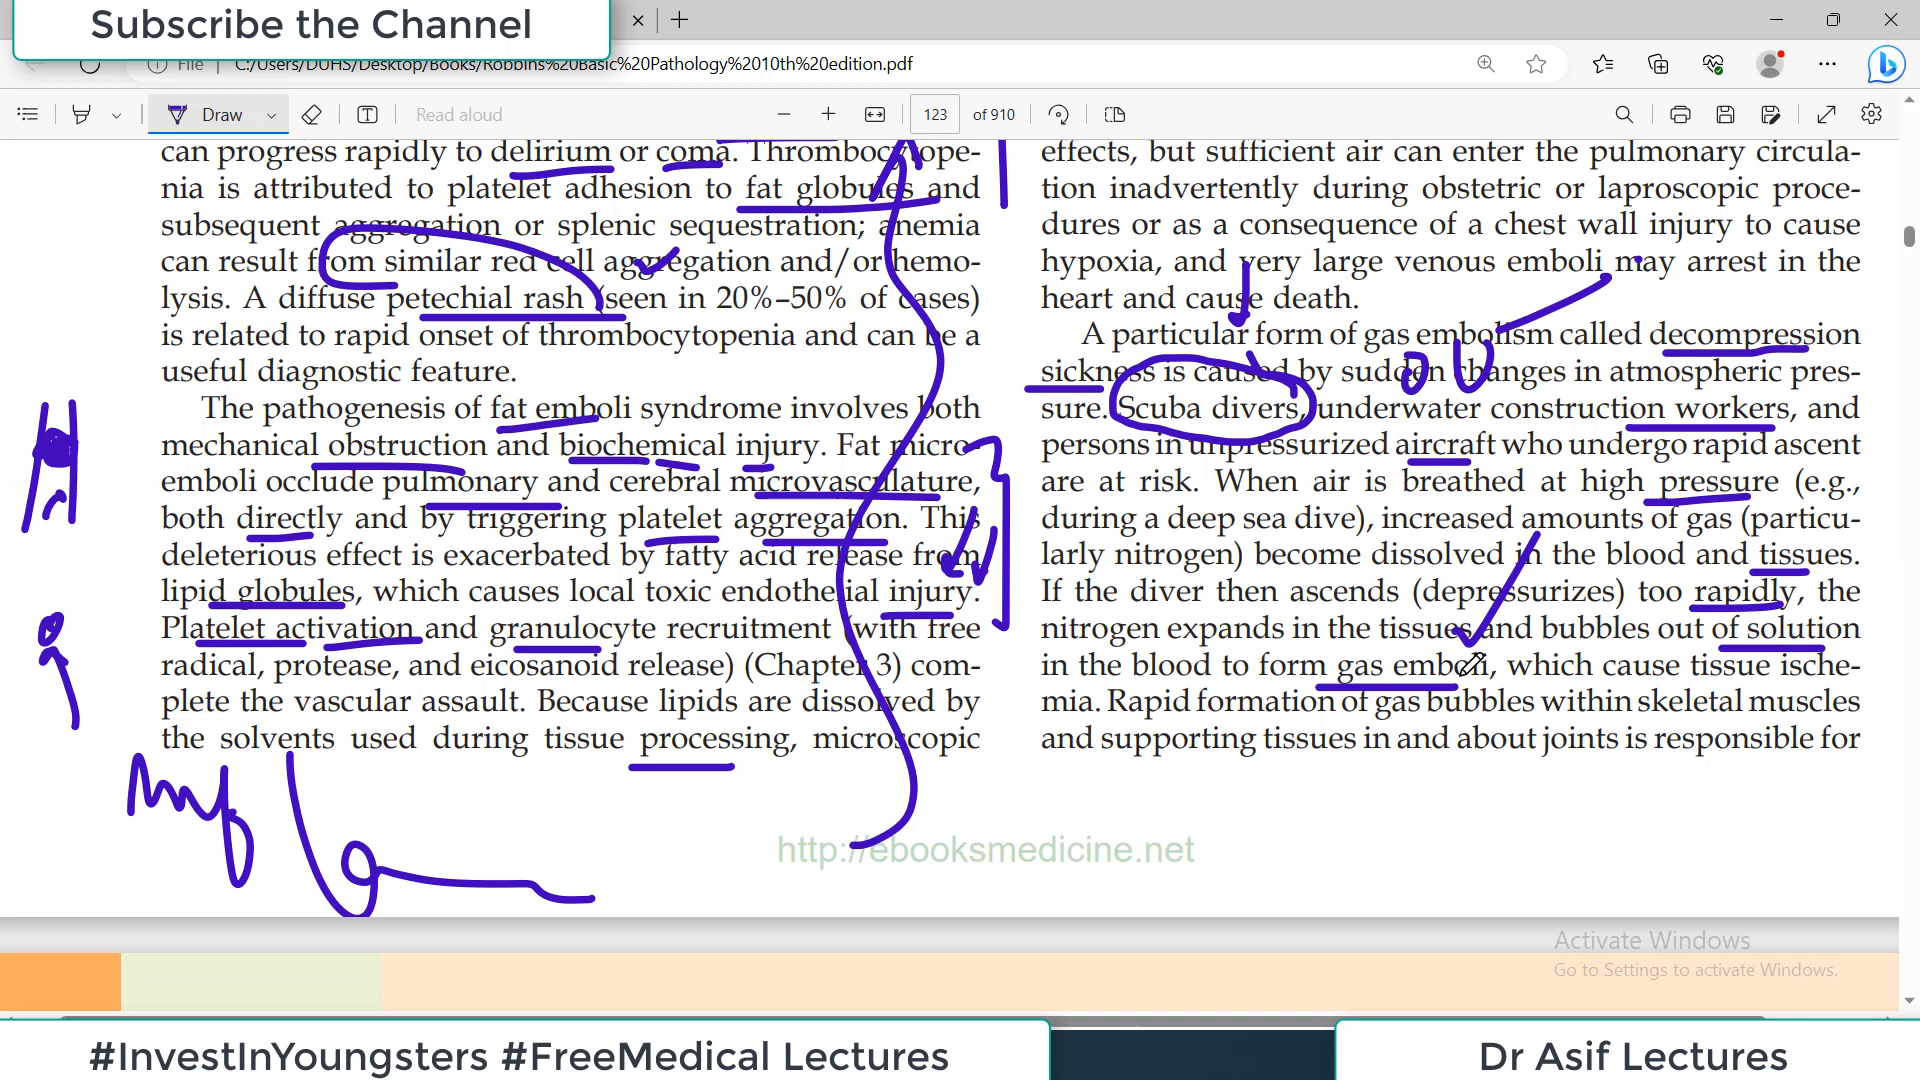 Subscribe the Channel
File
C:/Users/DUHS/Desktop/Books/Robbins%20Basic%20Pathology%2010th%20edition.pdf
Draw
Read aloud
123 of 910
can progress rapidly to delirium or coma. Thrombocytope-
nia is attributed to platelet adhesion to fat globules and
subsequent aggregation or splenic sequestration; anemia
can result from similar red cell aggregation and/or hemo-
lysis. A diffuse petechial rash (seen in 20%–50% of cases)
is related to rapid onset of thrombocytopenia and can be a
useful diagnostic feature.
The pathogenesis of fat emboli syndrome involves both
mechanical obstruction and biochemical injury. Fat micro-
emboli occlude pulmonary and cerebral microvasculature,
both directly and by triggering platelet aggregation. This
deleterious effect is exacerbated by fatty acid release from
lipid globules, which causes local toxic endothelial injury.
Platelet activation and granulocyte recruitment (with free
radical, protease, and eicosanoid release) (Chapter 3) com-
plete the vascular assault. Because lipids are dissolved by
the solvents used during tissue processing, microscopic
effects, but sufficient air can enter the pulmonary circula-
tion inadvertently during obstetric or laproscopic proce-
dures or as a consequence of a chest wall injury to cause
hypoxia, and very large venous emboli may arrest in the
heart and cause death.
A particular form of gas embolism called decompression
sickness is caused by sudden changes in atmospheric pres-
sure. Scuba divers, underwater construction workers, and
persons in unpressurized aircraft who undergo rapid ascent
are at risk. When air is breathed at high pressure (e.g.,
during a deep sea dive), increased amounts of gas (particu-
larly nitrogen) become dissolved in the blood and tissues.
If the diver then ascends (depressurizes) too rapidly, the
nitrogen expands in the tissues and bubbles out of solution
in the blood to form gas emboli, which cause tissue ische-
mia. Rapid formation of gas bubbles within skeletal muscles
and supporting tissues in and about joints is responsible for
http://ebooksmedicine.net
Activate Windows
Go to Settings to activate Windows.
#InvestInYoungsters #FreeMedical Lectures
Dr Asif Lectures